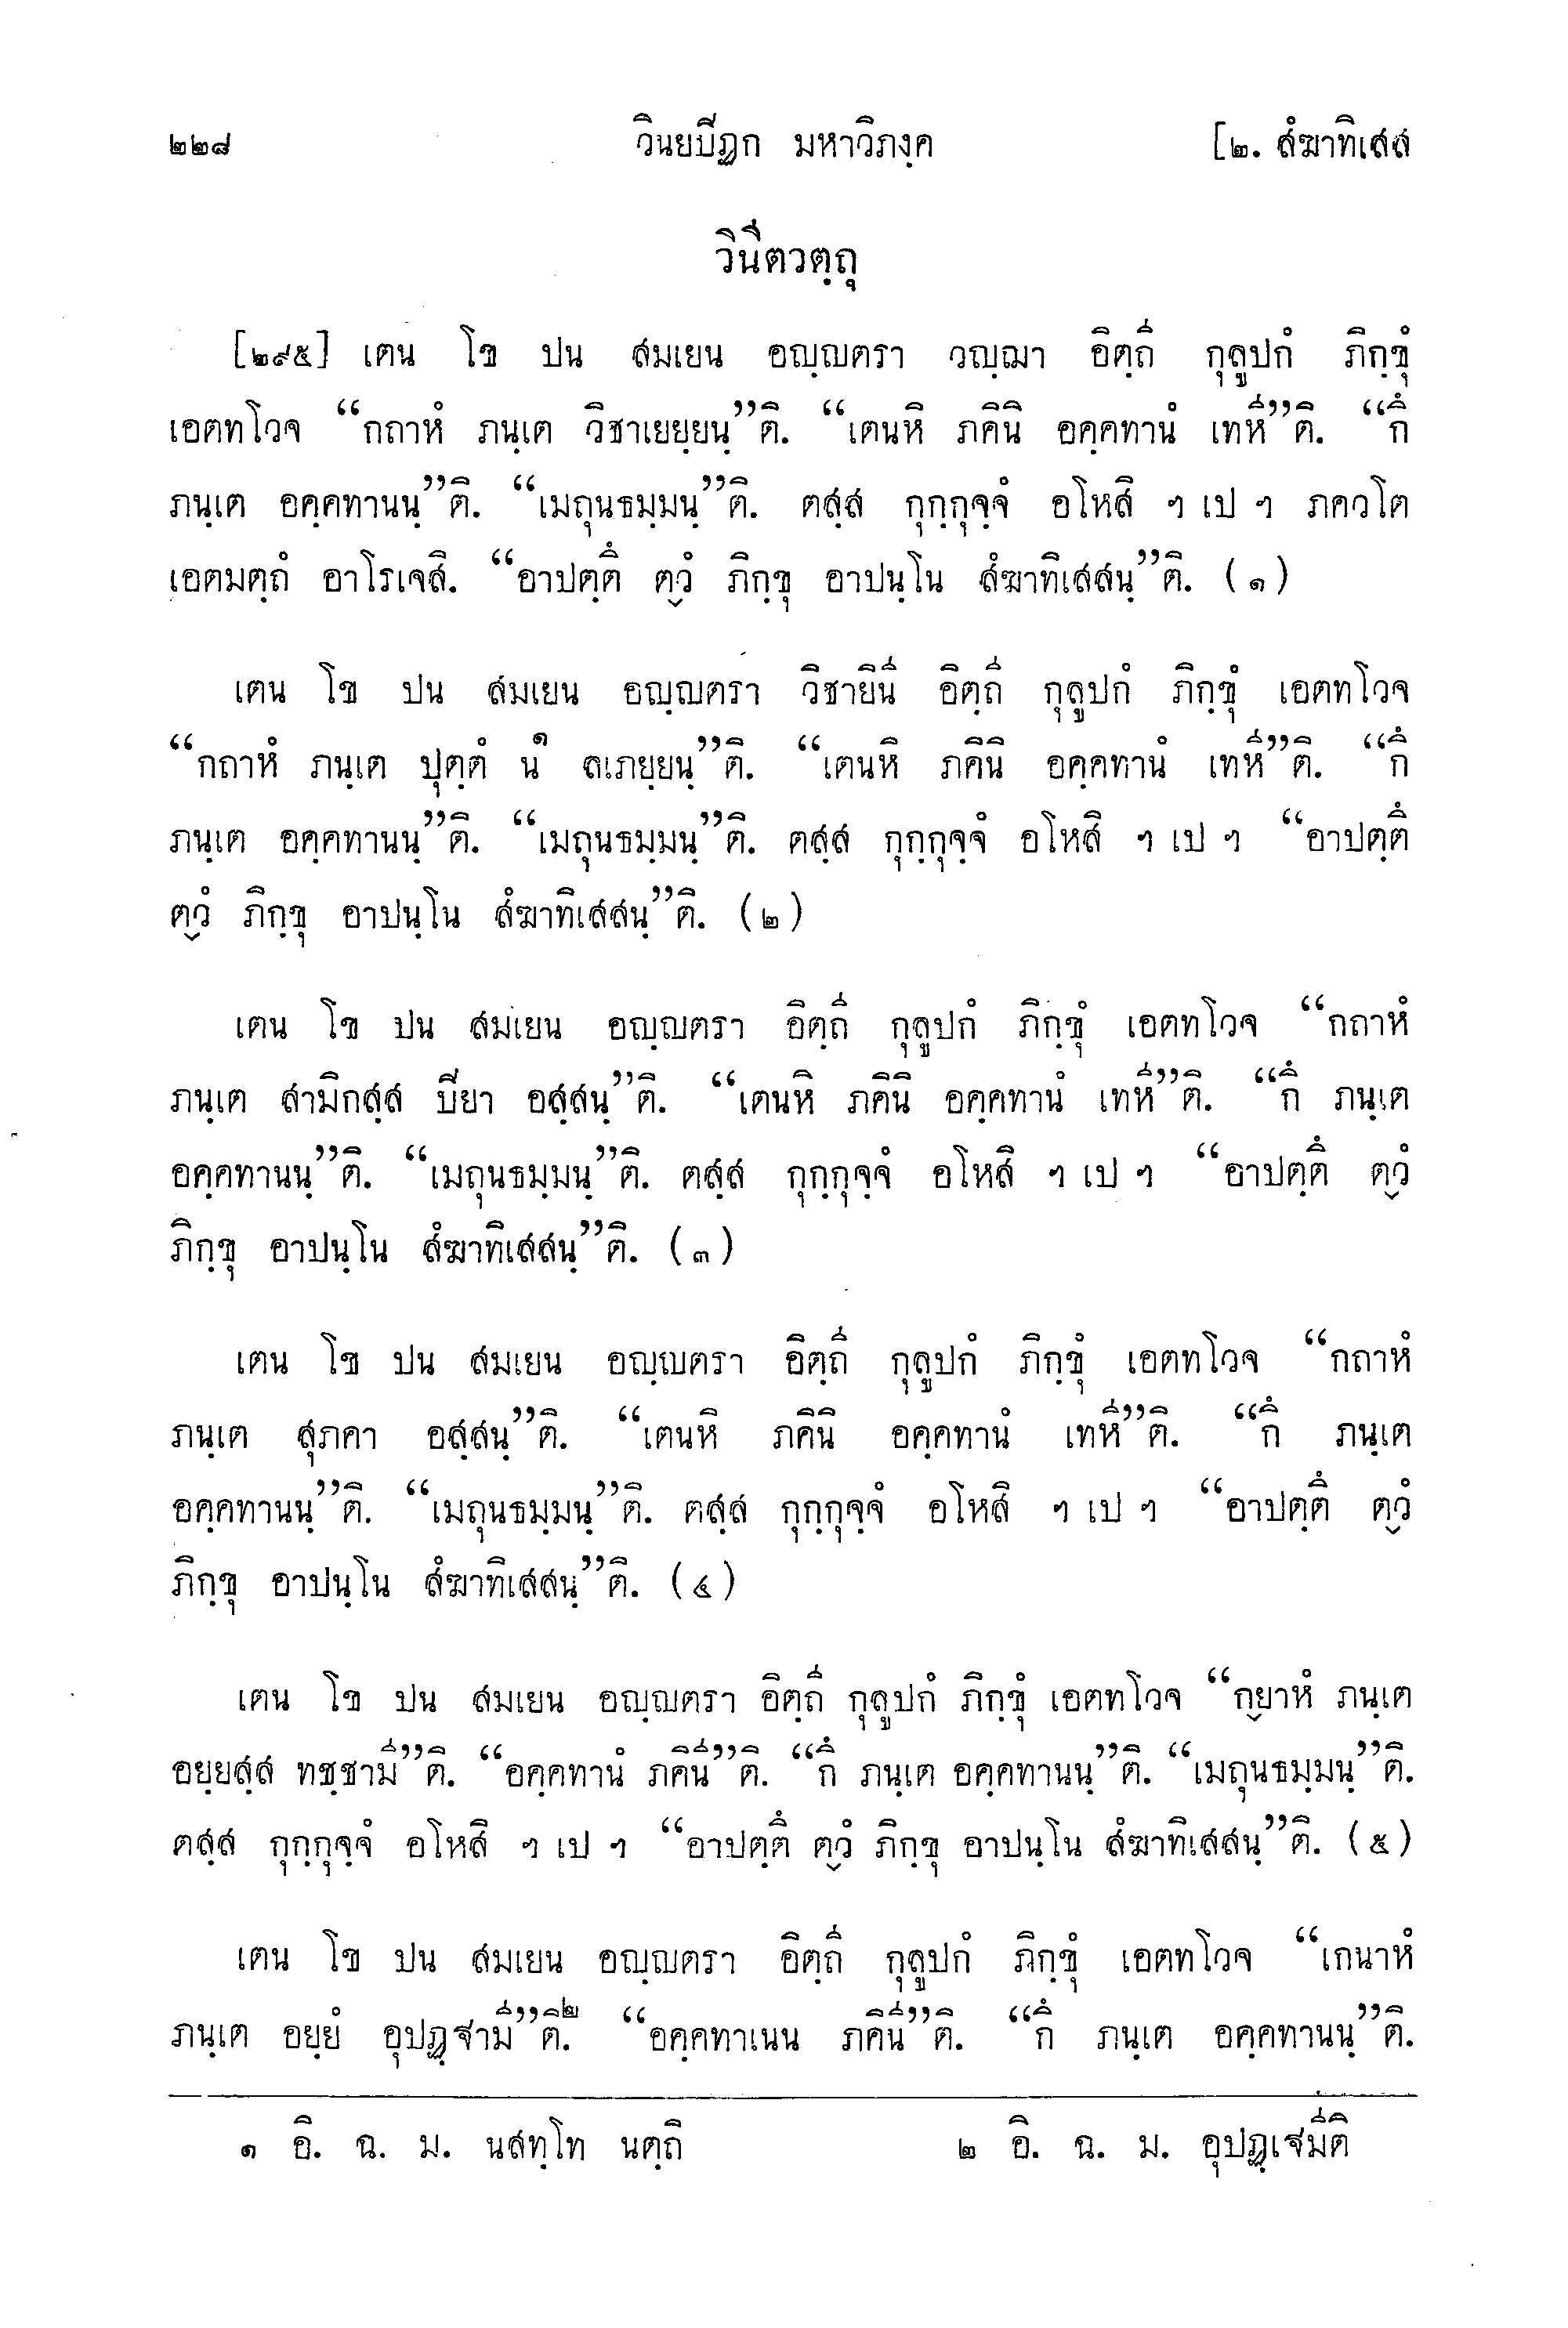 ๒๒๘ วินยปิฏก มหาวิภงฺค [๒. สํฆาทิเสส
วินีตวตฺถุ
[๒๙๕] เตน โข ปน สมเยน อญฺญตรา วญฺฌา อิตฺถี กุลูปกํ ภิกฺขุํ
เอตทโวจ “กถาหํ ภนฺเต วิชาเยยฺยนฺ”ติ. “เตนหิ ภคินิ อคฺคทานํ เทหี”ติ. “กึ
ภนฺเต อคฺคทานนฺ”ติ. “เมถุนธมฺมนฺ”ติ. ตสฺส กุกฺกุจฺจํ อโหสิ ฯ เป ฯ ภควโต
เอตมตฺถํ อาโรเจสิ. “อาปตฺตึ ตฺวํ ภิกฺขุ อาปนฺโน สํฆาทิเสสนฺ”ติ. (๑)
เตน โข ปน สมเยน อญฺญตรา วิชายินี อิตฺถี กุลูปกํ ภิกฺขุํ เอตทโวจ
“กถาหํ ภนฺเต ปุตฺตํ น๑ ลเภยฺยนฺ”ติ. “เตนหิ ภคินิ อคฺคทานํ เทหี”ติ. “กึ
ภนฺเต อคฺคทานนฺ”ติ. “เมถุนธมฺมนฺ”ติ. ตสฺส กุกฺกุจฺจํ อโหสิ ฯ เป ฯ “อาปตฺตึ
ตฺวํ ภิกฺขุ อาปนฺโน สํฆาทิเสสนฺ”ติ. (๒)
เตน โข ปน สมเยน อญฺญตรา อิตฺถี กุลูปกํ ภิกฺขุํ เอตทโวจ “กถาหํ
ภนฺเต สามิกสฺส ปิยา อสฺสนฺ”ติ. “เตนหิ ภคินิ อคฺคทานํ เทหี”ติ. “กึ ภนฺเต
อคฺคทานนฺ”ติ. “เมถุนธมฺมนฺ”ติ. ตสฺส กุกฺกุจฺจํ อโหสิ ฯ เป ฯ “อาปตฺตึ ตฺวํ
ภิกฺขุ อาปนฺโน สํฆาทิเสสนฺ”ติ. (๓)
เตน โข ปน สมเยน อญฺญตรา อิตฺถี กุลูปกํ ภิกฺขุํ เอตทโวจ “กถาหํ
ภนฺเต สุภคา อสฺสนฺ”ติ. “เตนหิ ภคินิ อคฺคทานํ เทหี”ติ. “กึ ภนฺเต
อคฺคทานนฺ”ติ. “เมถุนธมฺมนฺ”ติ. ตสฺส กุกฺกุจฺจํ อโหสิ ฯ เป ฯ “อาปตฺตึ ตฺวํ
ภิกฺขุ อาปนฺโน สํฆาทิเสสนฺ”ติ. (๔)
เตน โข ปน สมเยน อญฺญตรา อิตฺถี กุลูปกํ ภิกฺขุํ เอตทโวจ “กฺยาหํ ภนฺเต
อยฺยสฺส ทชฺชามี”ติ. “อคฺคทานํ ภคินี”ติ. “กึ ภนฺเต อคฺคทานนฺ”ติ. “เมถุนธมฺมนฺ”ติ.
ตสฺส กุกฺกุจฺจํ อโหสิ ฯ เป ฯ “อาปตฺตึ ตฺวํ ภิกฺขุ อาปนฺโน สํฆาทิเสสนฺ”ติ. (๕)
เตน โข ปน สมเยน อญฺญตรา อิตฺถี กุลูปกํ ภิกฺขุํ เอตทโวจ “เกนาหํ
ภนฺเต อยฺยํ อุปฏฺฐามี”ติ.๒ “อคฺคทาเนน ภคินี”ติ. “กึ ภนฺเต อคฺคทานนฺ”ติ.
๑ อิ. ฉ. ม. นสทฺโท นตฺถิ ๒ อิ. ฉ. ม. อุปฏฺเฐมีติ